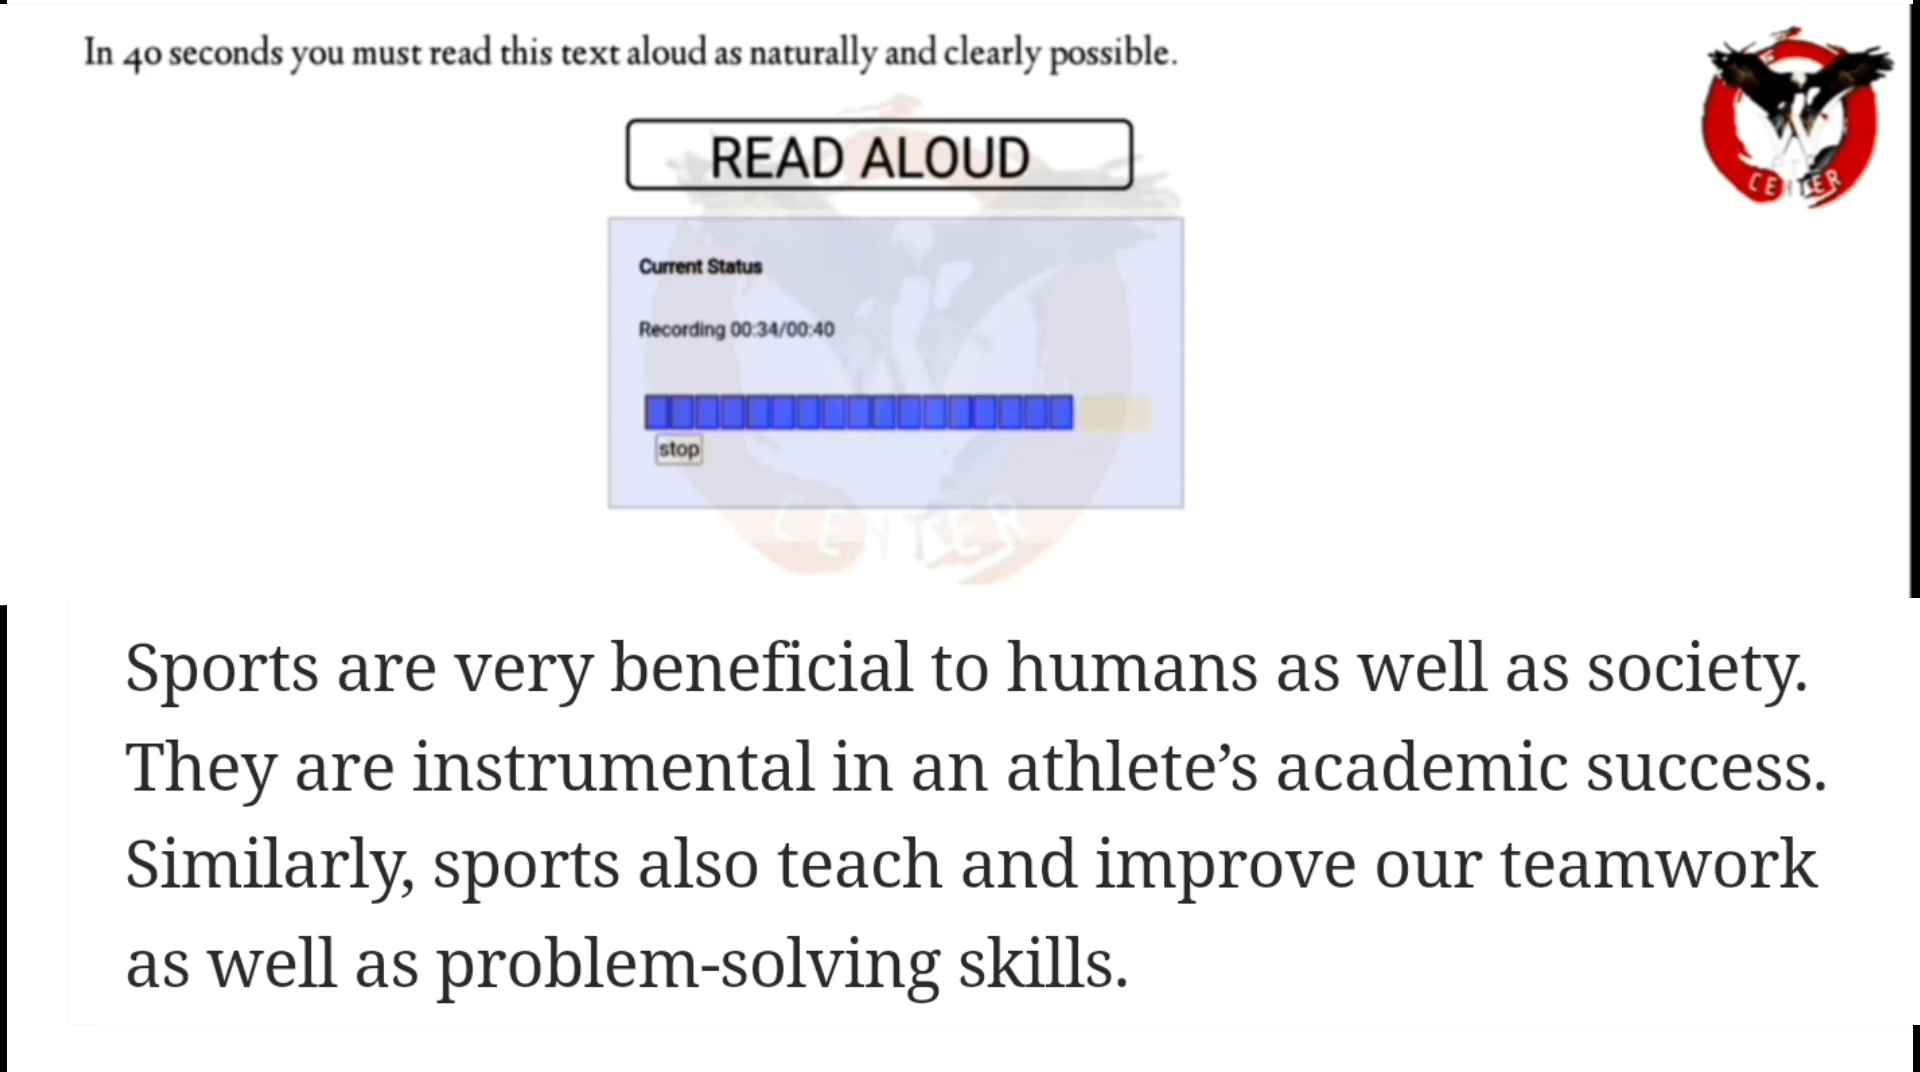 In 40 seconds you must read this text aloud as naturally and clearly possible.
CENTER
READ ALOUD
Current Status
Recording 00:34/00:40
stop
CENTER
Sports are very beneficial to humans as well as society.
They are instrumental in an athlete’s academic success.
Similarly, sports also teach and improve our teamwork
as well as problem-solving skills.